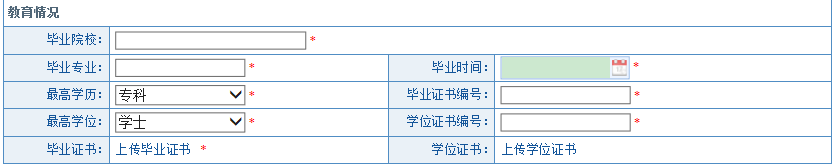 教育情况
毕业院校： *
毕业专业： * 毕业时间： *
最高学历： 专科 * 毕业证书编号： *
最高学位： 学士 * 学位证书编号： *
毕业证书： 上传毕业证书 * 学位证书： 上传学位证书